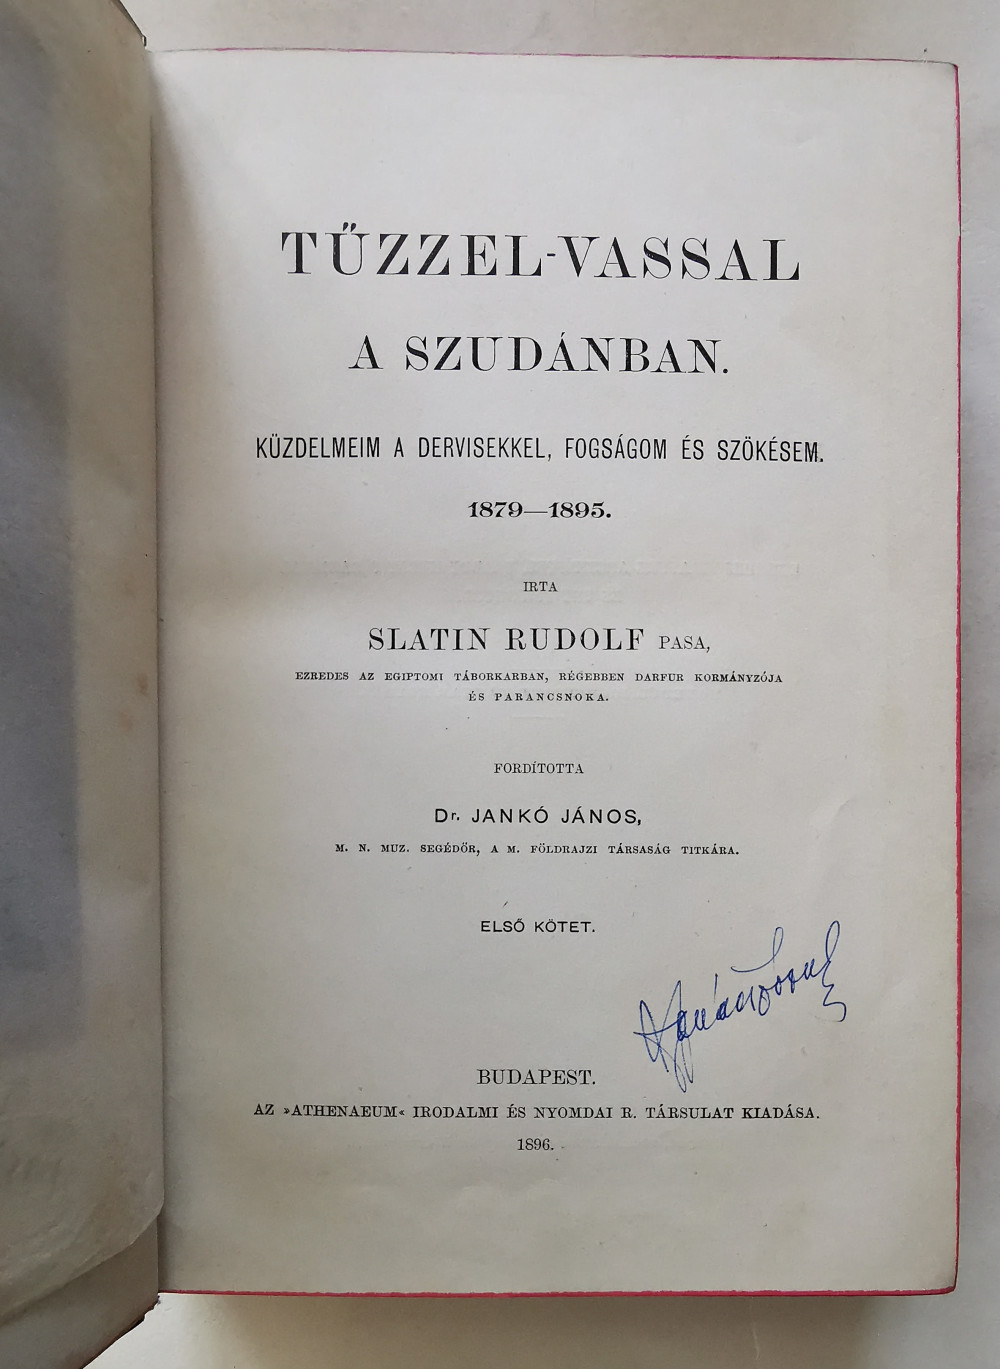 TŰZZEL-VASSAL
A SZUDÁNBAN.
KÜZDELMEIM A DERVISEKKEL, FOGSÁGOM ÉS SZÖKÉSEM.
1879—1895.
IRTA
SLATIN RUDOLF PASA,
EZREDES AZ EGIPTOMI TÁBORKARBAN, RÉGEBBEN DARFUR KORMÁNYZÓJA
ÉS PARANCSNOKA.
FORDÍTOTTA
Dr. JANKÓ JÁNOS,
M. N. MUZ. SEGÉDŐR, A M. FÖLDRAJZI TÁRSASÁG TITKÁRA.
ELSŐ KÖTET.
BUDAPEST.
AZ »ATHENAEUM« IRODALMI ÉS NYOMDAI R. TÁRSULAT KIADÁSA.
1896.